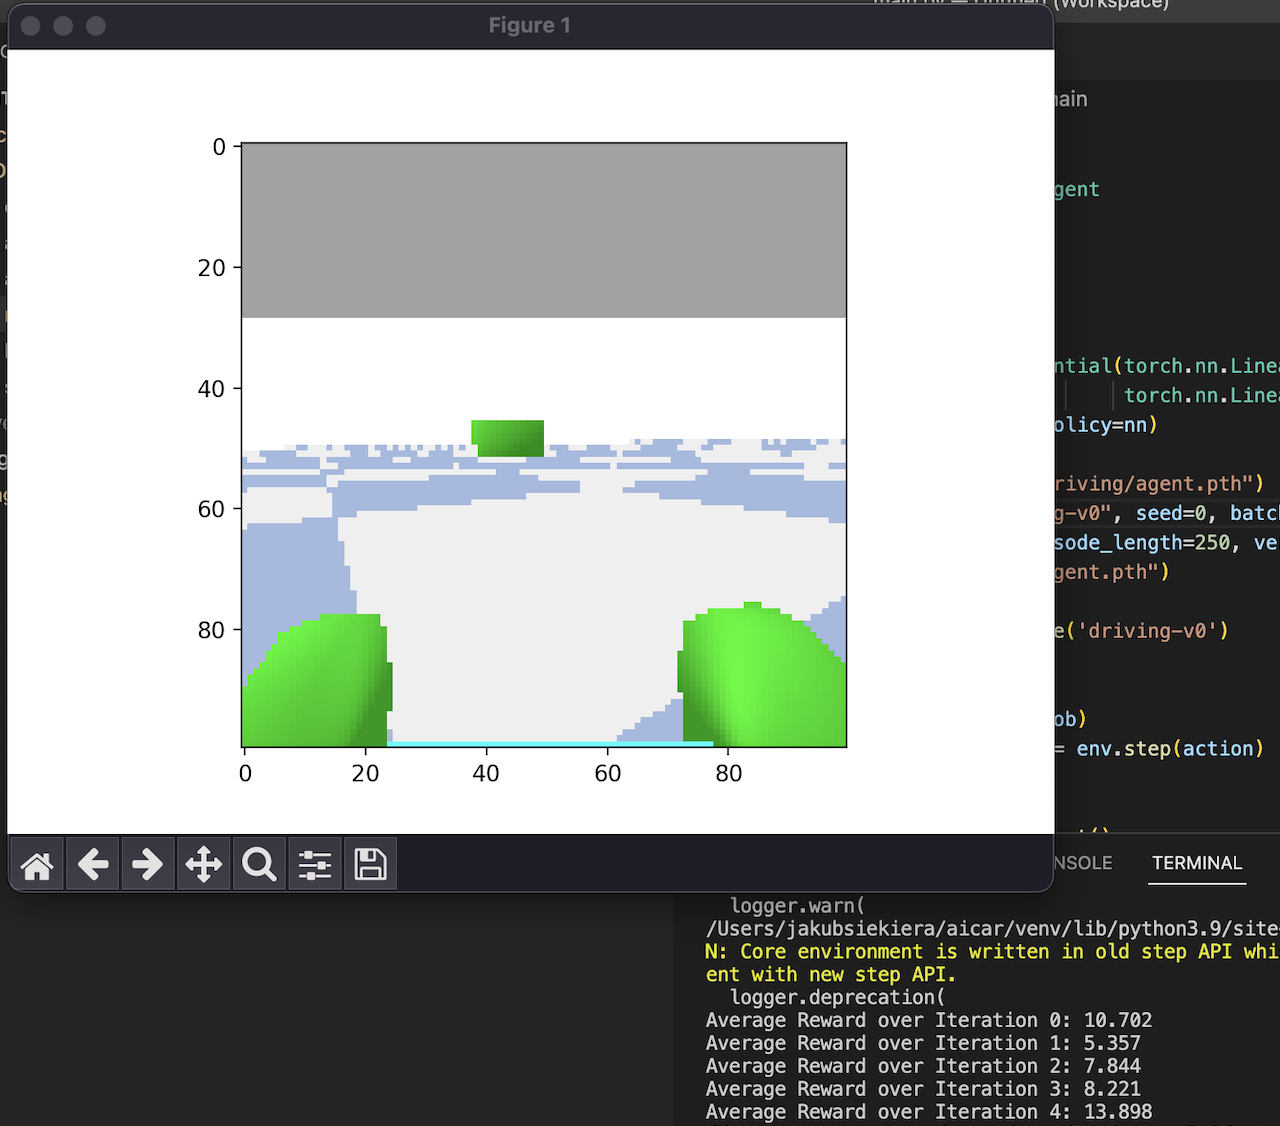 main.py — Untitled (Workspace)
Figure 1
main
gent
ntial(torch.nn.Linea
torch.nn.Linea
olicy=nn)
riving/agent.pth")
g-v0", seed=0, batc
sode_length=250, ve
gent.pth")
e('driving-v0')
ob)
= env.step(action)
0
20
40
60
80
0 20 40 60 80
NSOLE TERMINAL
logger.warn(
/Users/jakubsiekiera/aicar/venv/lib/python3.9/site
N: Core environment is written in old step API whi
ent with new step API.
logger.deprecation(
Average Reward over Iteration 0: 10.702
Average Reward over Iteration 1: 5.357
Average Reward over Iteration 2: 7.844
Average Reward over Iteration 3: 8.221
Average Reward over Iteration 4: 13.898